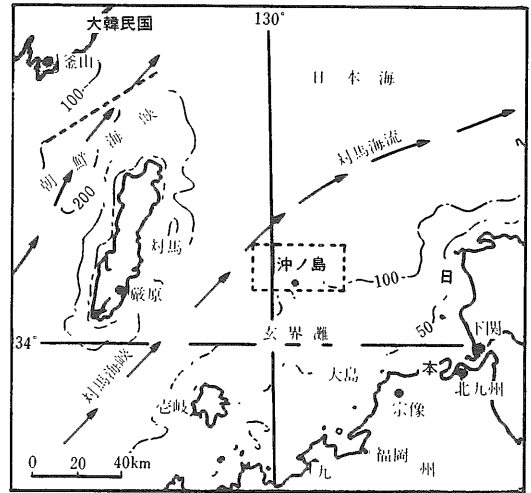 130°
大韓民国
釜山
100
日本海
朝鮮海峡
200
対馬海流
対馬
沖ノ島
100
日
厳原
50
34°
玄界灘
下関
対馬海峡
大島
本
北九州
壱岐
宗像
福岡
九
州
0 20 40km